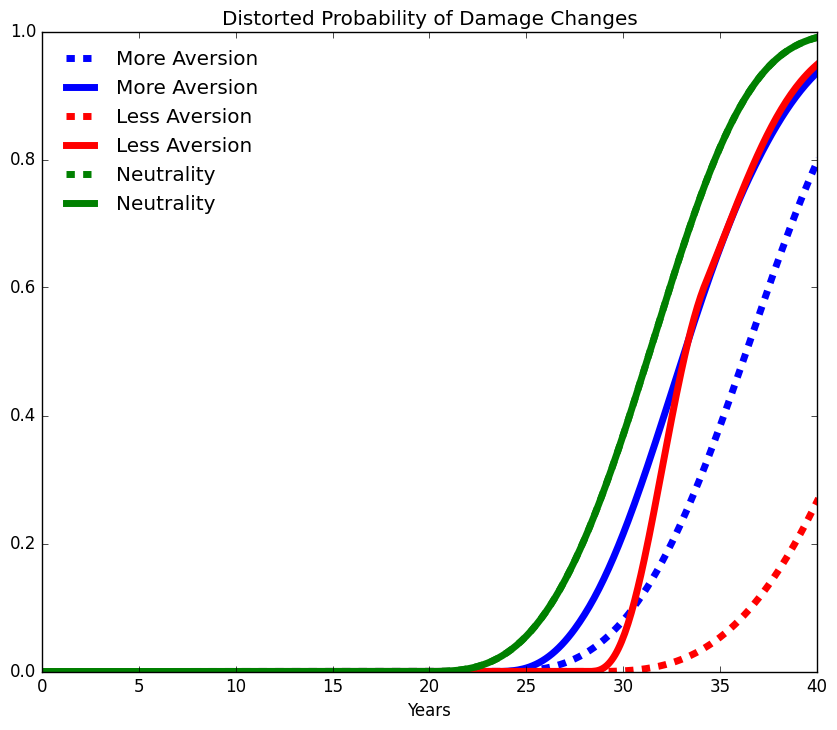 Distorted Probability of Damage Changes
1.0
0.8
0.6
0.4
0.2
0.0
More Aversion
More Aversion
Less Aversion
Less Aversion
Neutrality
Neutrality
0 5 10 15 20 25 30 35 40
Years